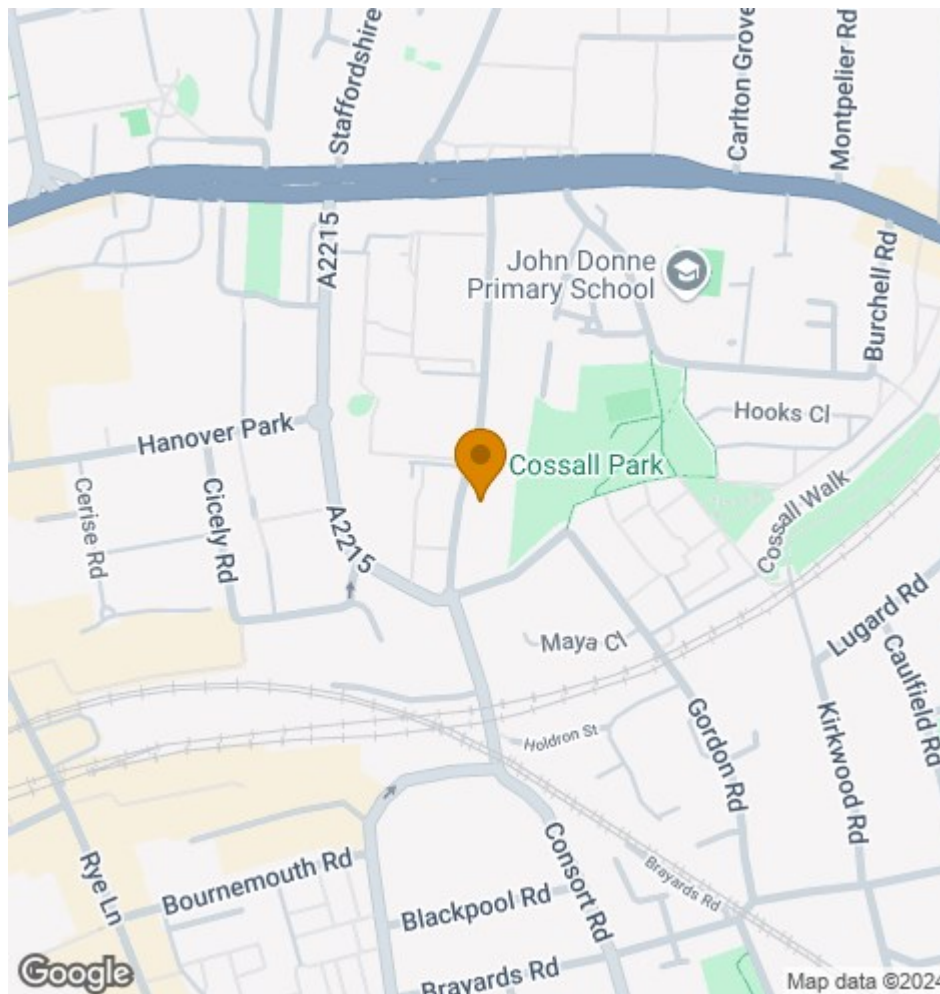 Staffordshire
Carlton Grove
Montpelier Rd
A2215
John Donne
Primary School
Burchell Rd
Hooks Cl
Hanover Park
Cossall Park
Cerise Rd
Cicely Rd
A2215
Cossall Walk
Maya Cl
Lugard Rd
Caulfield Rd
Holdron St
Gordon Rd
Kirkwood Rd
Rye Ln
Bournemouth Rd
Consort Rd
Brayards Rd
Blackpool Rd
Brayards Rd
Google
Map data ©2024